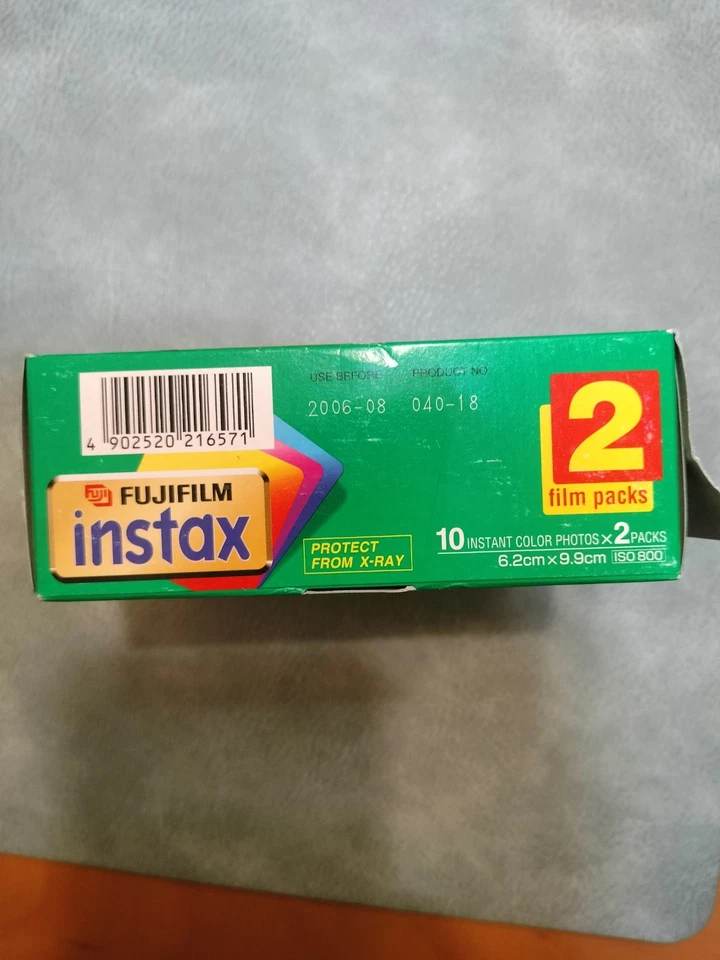 USE BEFORE PRODUCT NO
2006-08 040-18
4 902520 216571
2
film packs
FUJI FUJIFILM
instax
PROTECT
FROM X-RAY
10 INSTANT COLOR PHOTOS×2 PACKS
6.2cm×9.9cm ISO 800